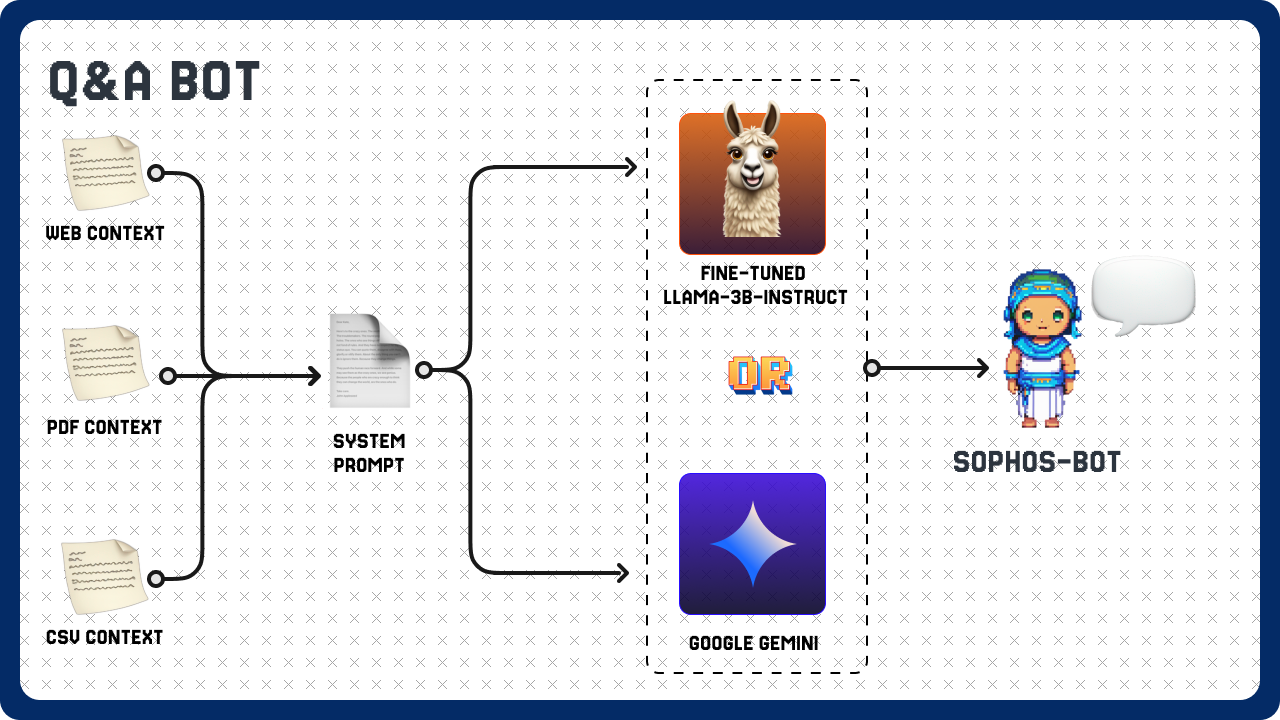 Q&A BOT
WEB CONTEXT
PDF CONTEXT
CSV CONTEXT
SYSTEM
PROMPT
FINE-TUNED
LLAMA-3B-INSTRUCT
OR
GOOGLE GEMINI
SOPHOS-BOT